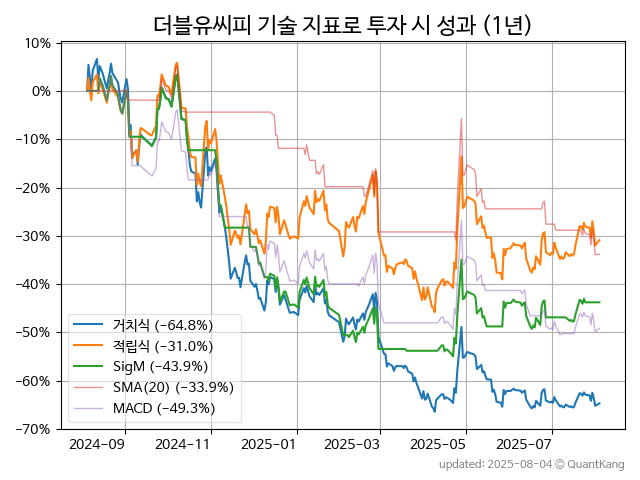 더블유씨피 기술 지표로 투자 시 성과 (1년)
10%
0%
−10%
−20%
−30%
−40%
−50%
−60%
−70%
거치식 (−64.8%)
적립식 (−31.0%)
SigM (−43.9%)
SMA(20) (−33.9%)
MACD (−49.3%)
2024-09
2024-11
2025-01
2025-03
2025-05
2025-07
updated: 2025-08-04 © QuantKang